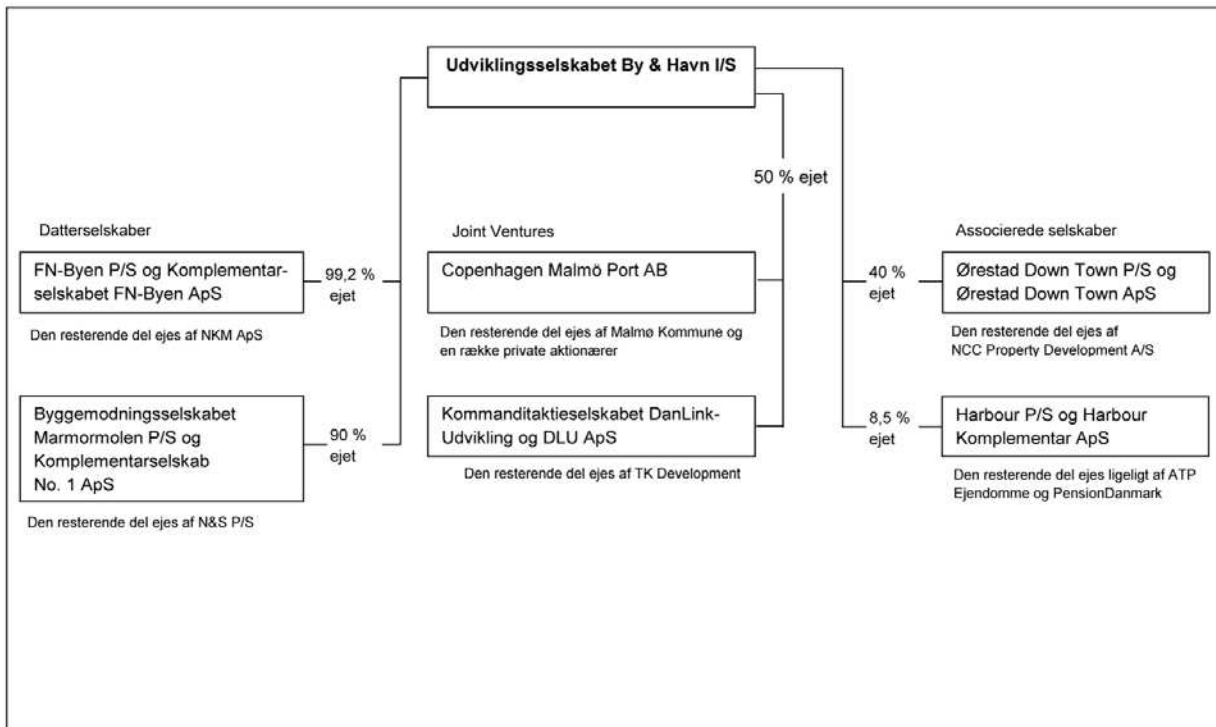 Udviklingsselskabet By & Havn I/S
50 % ejet
Datterselskaber
FN-Byen P/S og Komplementar-
selskabet FN-Byen ApS
99,2 %
ejet
Den resterende del ejes af NKM ApS
Byggemodningsselskabet
Marmormolen P/S og
Komplementarselskab
No. 1 ApS
90 %
ejet
Den resterende del ejes af N&S P/S
Joint Ventures
Copenhagen Malmö Port AB
Den resterende del ejes af Malmø Kommune og
en række private aktionærer
Kommanditaktieselskabet DanLink-
Udvikling og DLU ApS
Den resterende del ejes af TK Development
Associerede selskaber
40 %
ejet
Ørestad Down Town P/S og
Ørestad Down Town ApS
Den resterende del ejes af
NCC Property Development A/S
8,5 %
ejet
Harbour P/S og Harbour
Komplementar ApS
Den resterende del ejes ligeligt af ATP
Ejendomme og PensionDanmark